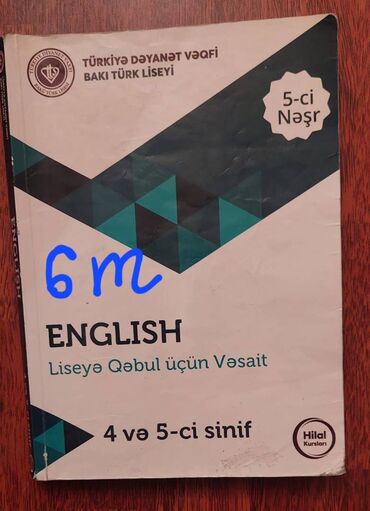 TÜRKİYƏ DƏYANƏT VƏQFİ
BAKI TÜRK LİSEYİ
5-ci
Nəşr
6 m
ENGLISH
Liseyə Qəbul üçün Vəsait
4 və 5-ci sinif
Hilal
Kursları